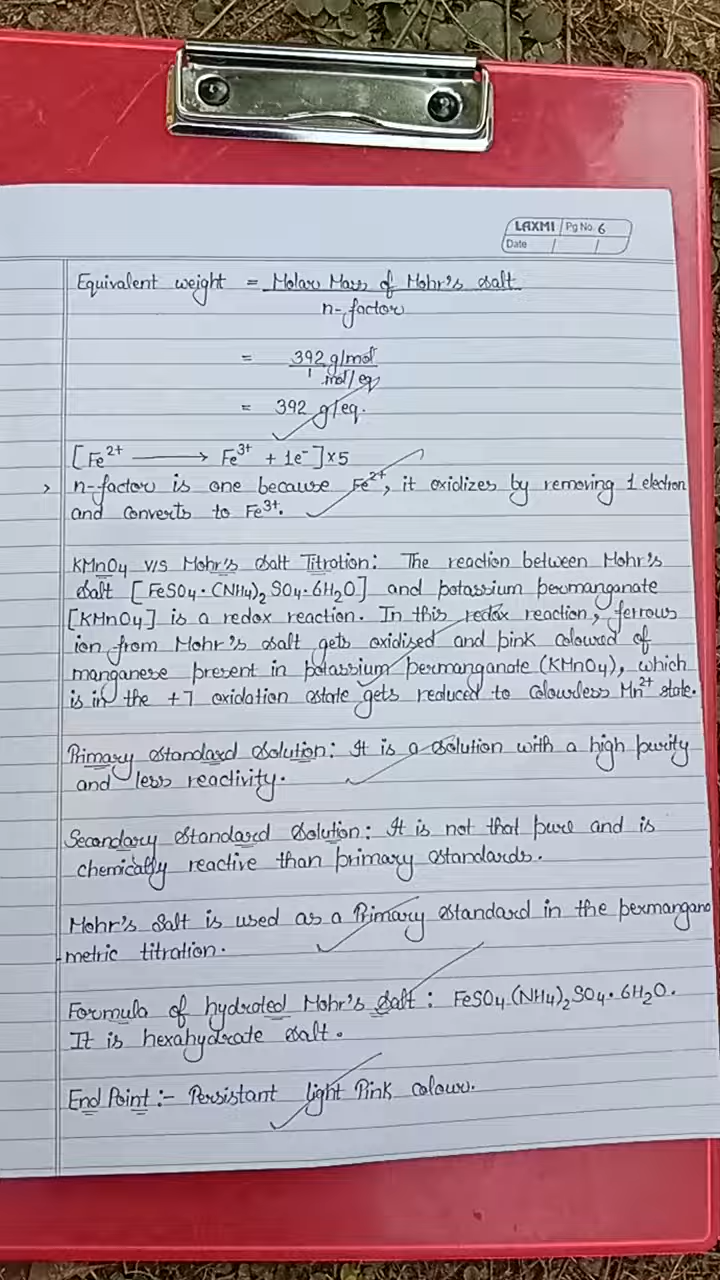 LAXMI Pg No. 6
Date / /
Equivalent weight = Molar Mass of Mohr's salt
n-factor
= 392 g/mol
1 mol/eq
= 392 g/eq.
[Fe²⁺ ⟶ Fe³⁺ + 1e⁻]×5
> n-factor is one because Fe²⁺, it oxidizes by removing 1 electron
and converts to Fe³⁺.
KMnO4 V/S Mohr's Salt Titration: The reaction between Mohr's
salt [FeSO4·(NH4)₂ SO4·6H₂O] and potassium permanganate
[KMnO4] is a redox reaction. In this redox reaction, ferrous
ion from Mohr's salt gets oxidised and pink coloured of
manganese present in potassium permanganate (KMnO4), which
is in the +7 oxidation state gets reduced to colourless Mn²⁺ state.
Primary standard solution: It is a solution with a high purity
and less reactivity.
Secondary standard solution: It is not that pure and is
chemically reactive than primary standards.
Mohr's Salt is used as a Primary standard in the permangano
-metric titration.
Formula of hydrated Mohr's salt: FeSO4.(NH4)₂SO4.6H₂O.
It is hexahydrate salt.
End Point:- Persistant light Pink colour.